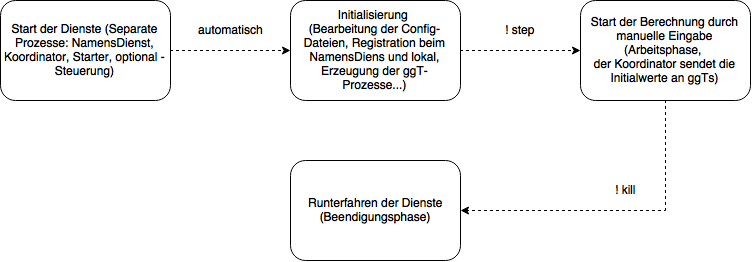 Start der Dienste (Separate
Prozesse: NamensDienst,
Koordinator, Starter, optional -
Steuerung)
automatisch
Initialisierung
(Bearbeitung der Config-
Dateien, Registration beim
NamensDiens und lokal,
Erzeugung der ggT-
Prozesse...)
! step
Start der Berechnung durch
manuelle Eingabe
(Arbeitsphase,
der Koordinator sendet die
Initialwerte an ggTs)
! kill
Runterfahren der Dienste
(Beendigungsphase)